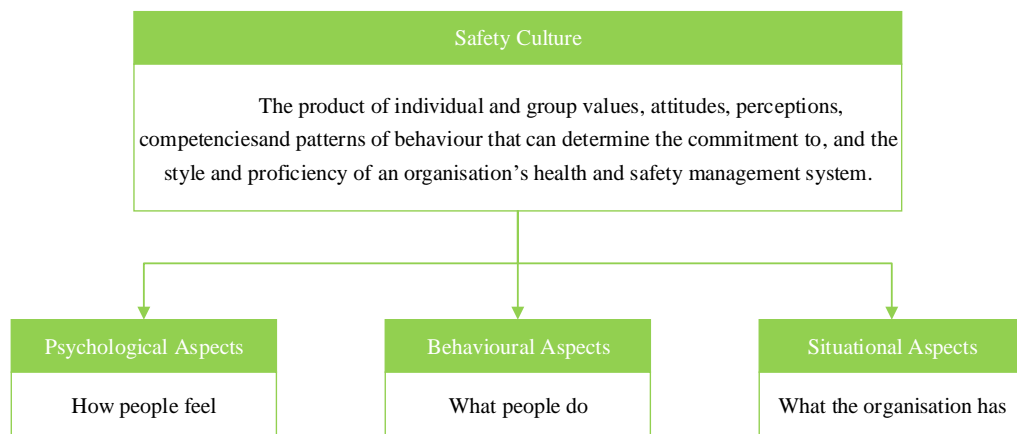 Safety Culture
The product of individual and group values, attitudes, perceptions,
competenciesand patterns of behaviour that can determine the commitment to, and the
style and proficiency of an organisation’s health and safety management system.
Psychological Aspects
How people feel
Behavioural Aspects
What people do
Situational Aspects
What the organisation has